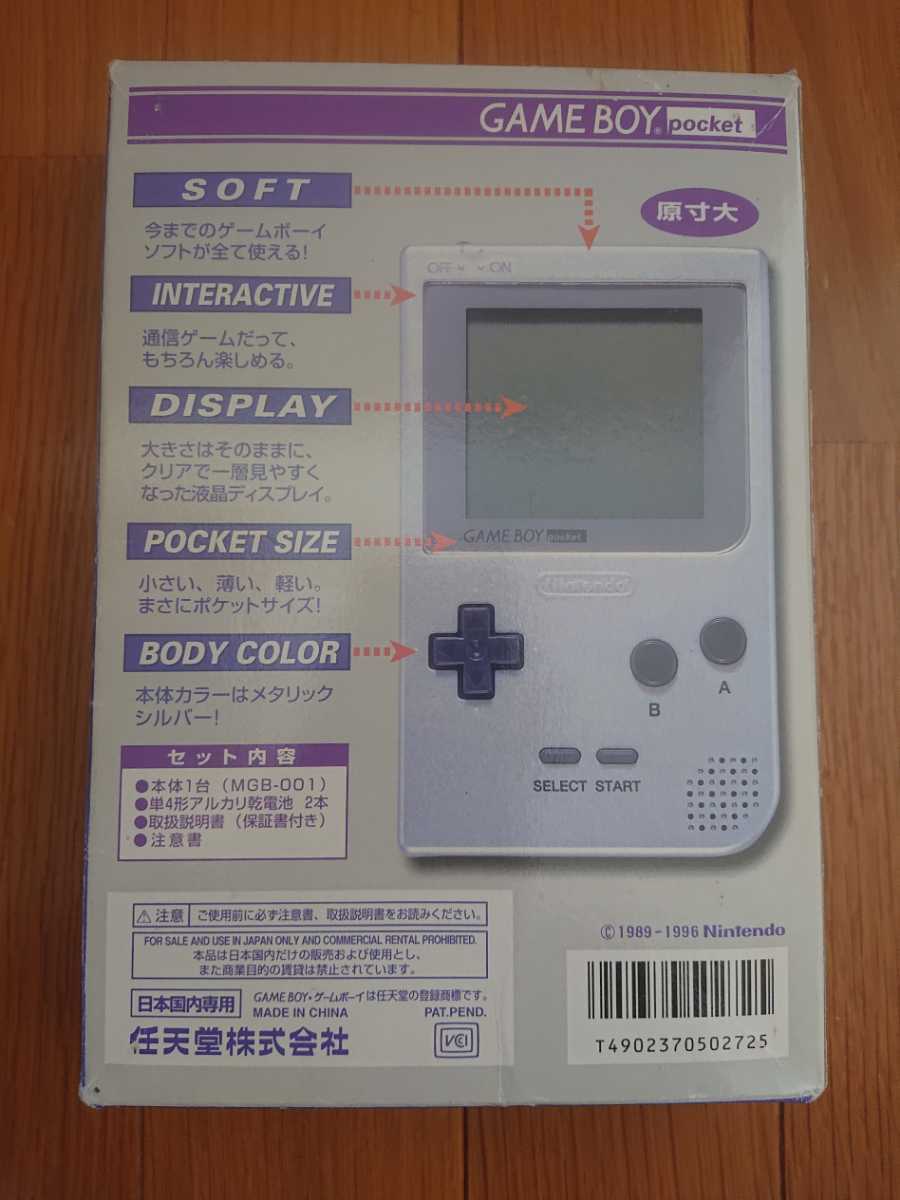 GAME BOY® pocket
原寸大
SOFT
今までのゲームボーイ
ソフトが全て使える!
INTERACTIVE
通信ゲームだって、
もちろん楽しめる。
DISPLAY
大きさはそのままに、
クリアで一層見やすく
なった液晶ディスプレイ。
POCKET SIZE
小さい、薄い、軽い。
まさにポケットサイズ!
BODY COLOR
本体カラーはメタリック
シルバー!
OFF ON
GAME BOY pocket
Nintendo
B
A
SELECT START
セット内容
●本体1台(MGB-001)
●単4形アルカリ乾電池 2本
●取扱説明書(保証書付き)
●注意書
⚠注意 ご使用前に必ず注意書、取扱説明書をお読みください。
FOR SALE AND USE IN JAPAN ONLY AND COMMERCIAL RENTAL PROHIBITED.
本品は日本国内だけの販売および使用とし、
また商業目的の賃貸は禁止されています。
日本国内専用
GAME BOY・ゲームボーイは任天堂の登録商標です。
MADE IN CHINA PAT.PEND.
任天堂株式会社
VCI
© 1989-1996 Nintendo
T4902370502725